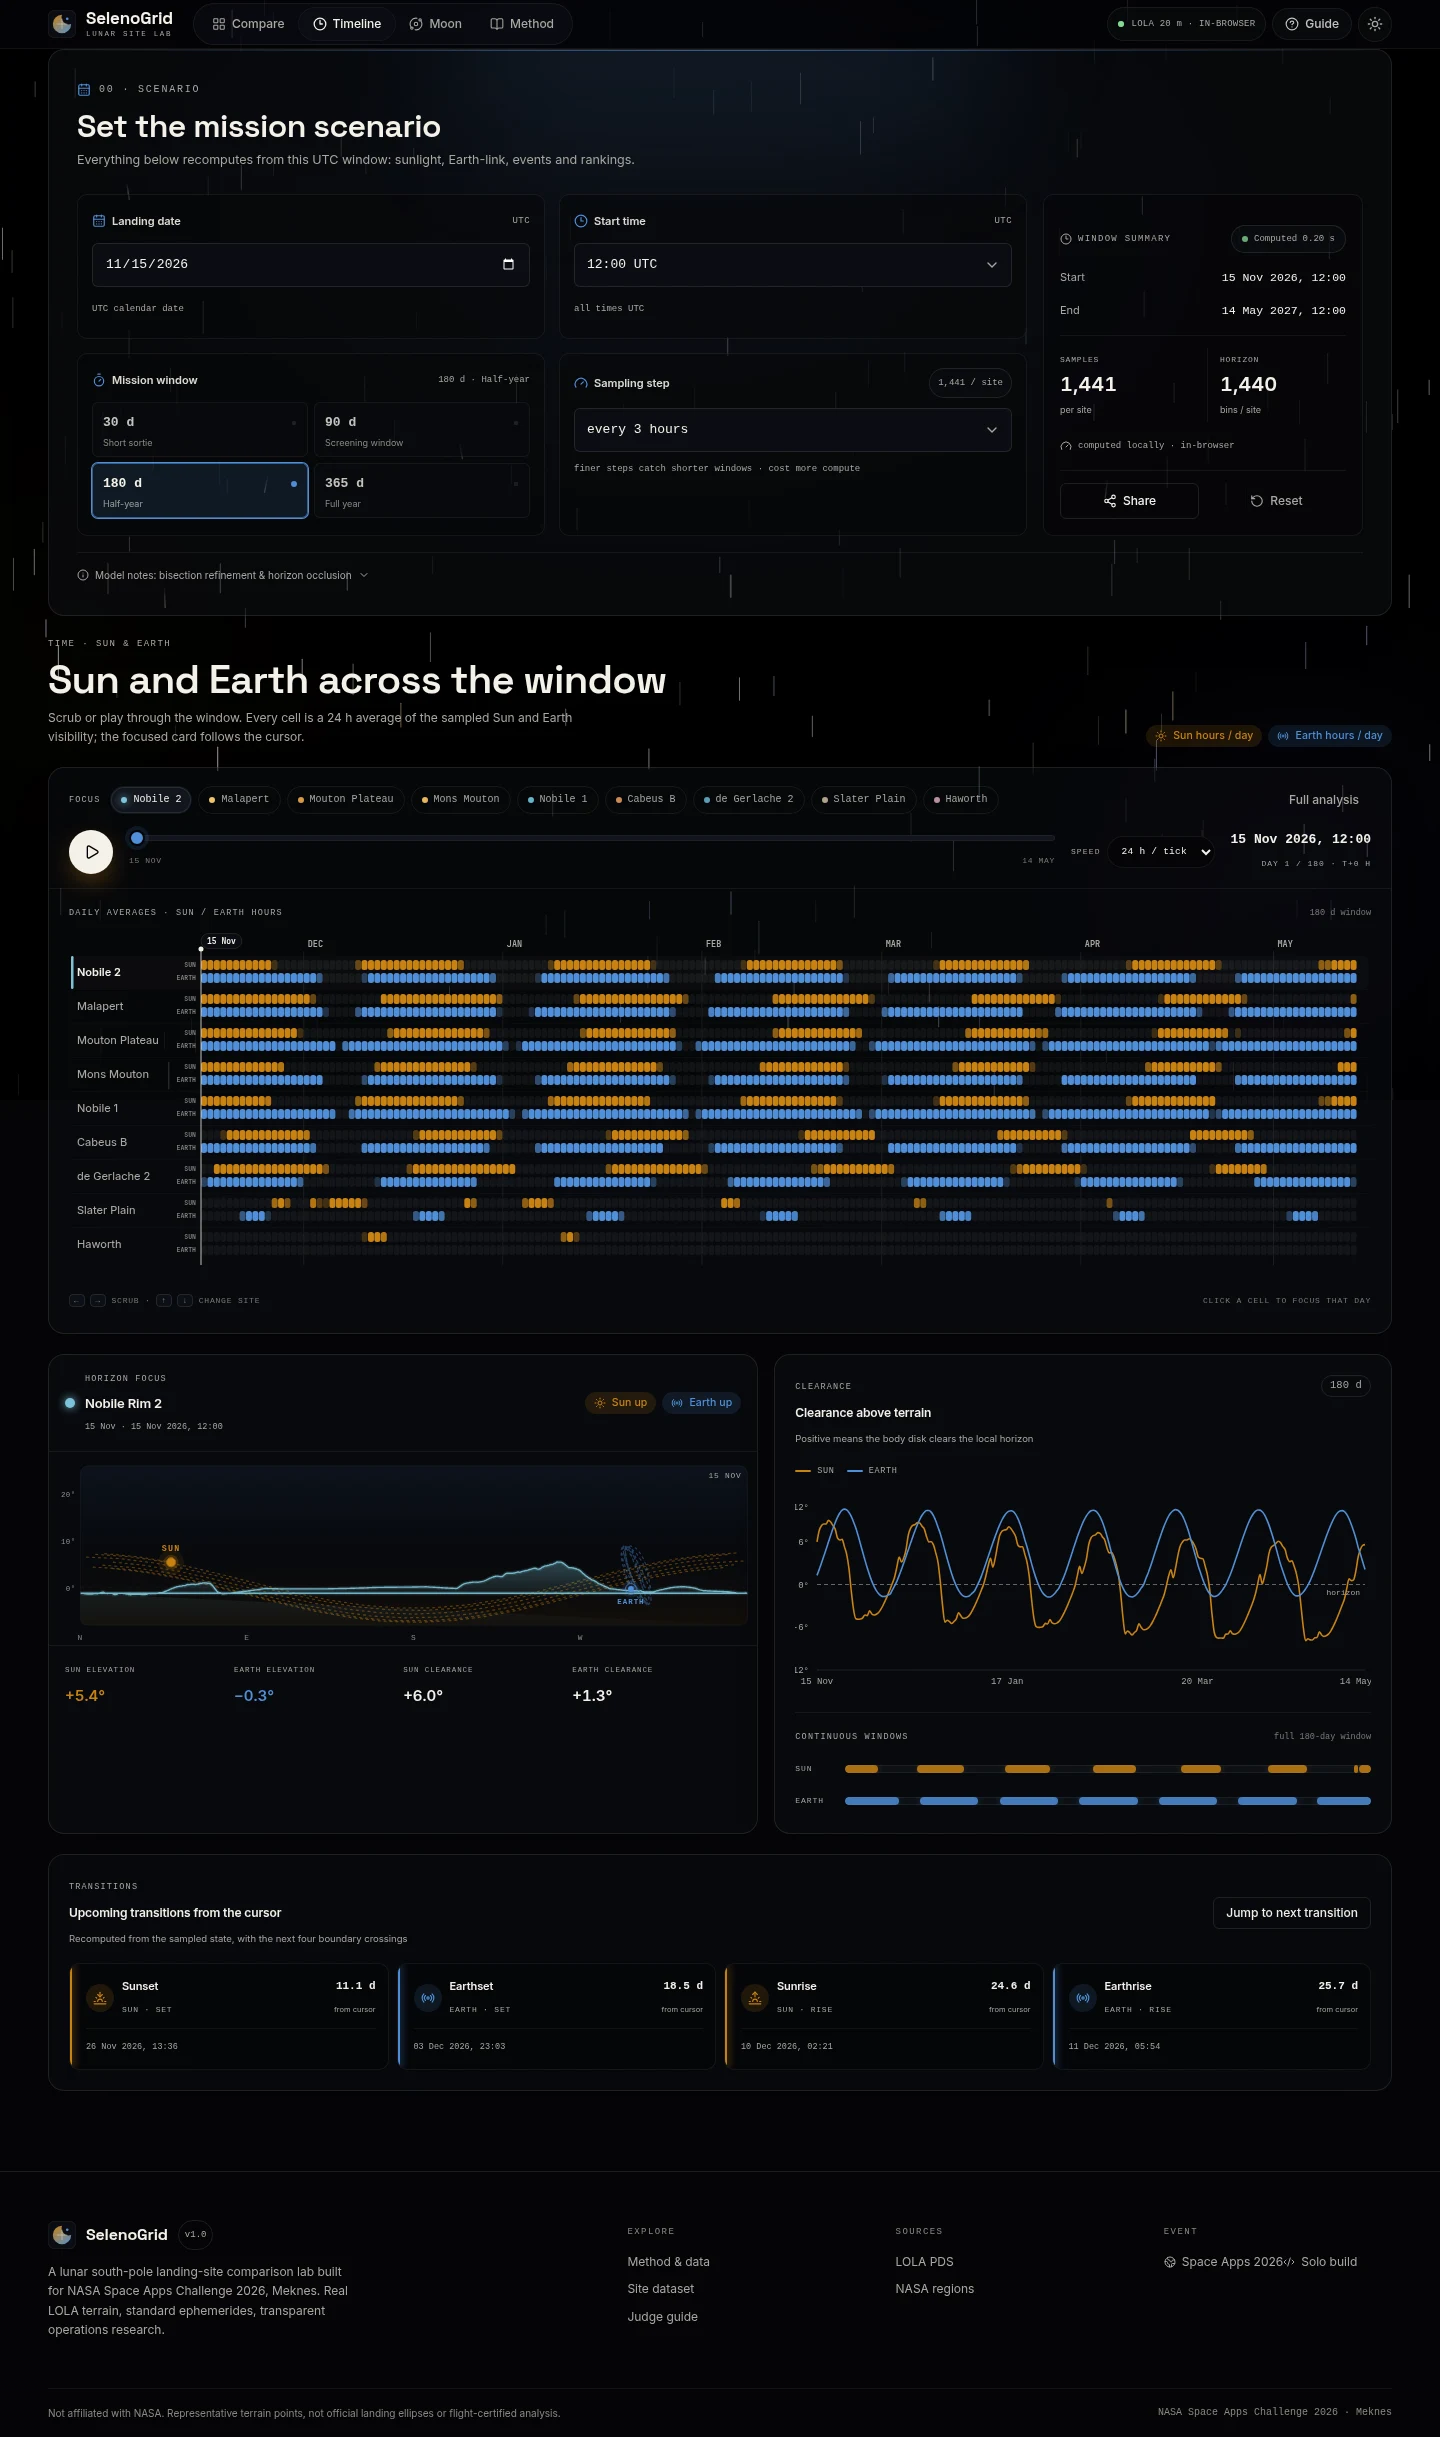 SelenoGrid
LUNAR SITE LAB
Compare
Timeline
Moon
Method
LOLA 20 m · IN-BROWSER
Guide
00 · SCENARIO
Set the mission scenario
Everything below recomputes from this UTC window: sunlight, Earth-link, events and rankings.
Landing date
UTC
11/15/2026
UTC calendar date
Start time
UTC
12:00 UTC
all times UTC
Mission window
180 d · Half-year
30 d
Short sortie
90 d
Screening window
180 d
Half-year
365 d
Full year
Sampling step
1,441 / site
every 3 hours
finer steps catch shorter windows · cost more compute
WINDOW SUMMARY
Computed 0.20 s
Start
15 Nov 2026, 12:00
End
14 May 2027, 12:00
SAMPLES
1,441
per site
HORIZON
1,440
bins / site
computed locally · in-browser
Share
Reset
Model notes: bisection refinement & horizon occlusion
TIME · SUN & EARTH
Sun and Earth across the window
Scrub or play through the window. Every cell is a 24 h average of the sampled Sun and Earth
visibility; the focused card follows the cursor.
Sun hours / day
Earth hours / day
FOCUS
Nobile 2
Malapert
Mouton Plateau
Mons Mouton
Nobile 1
Cabeus B
de Gerlache 2
Slater Plain
Haworth
Full analysis
15 NOV
14 MAY
SPEED
24 h / tick
15 Nov 2026, 12:00
DAY 1 / 180 · T+0 H
DAILY AVERAGES · SUN / EARTH HOURS
180 d window
15 Nov
DEC
JAN
FEB
MAR
APR
MAY
Nobile 2
SUN
EARTH
Malapert
SUN
EARTH
Mouton Plateau
SUN
EARTH
Mons Mouton
SUN
EARTH
Nobile 1
SUN
EARTH
Cabeus B
SUN
EARTH
de Gerlache 2
SUN
EARTH
Slater Plain
SUN
EARTH
Haworth
SUN
EARTH
← → SCRUB · ↑ ↓ CHANGE SITE
CLICK A CELL TO FOCUS THAT DAY
HORIZON FOCUS
Nobile Rim 2
15 Nov · 15 Nov 2026, 12:00
Sun up
Earth up
15 NOV
20°
10°
0°
SUN
EARTH
N
E
S
W
SUN ELEVATION
+5.4°
EARTH ELEVATION
−0.3°
SUN CLEARANCE
+6.0°
EARTH CLEARANCE
+1.3°
CLEARANCE
180 d
Clearance above terrain
Positive means the body disk clears the local horizon
SUN
EARTH
12°
6°
0°
-6°
12°
horizon
15 Nov
17 Jan
20 Mar
14 May
CONTINUOUS WINDOWS
full 180-day window
SUN
EARTH
TRANSITIONS
Upcoming transitions from the cursor
Recomputed from the sampled state, with the next four boundary crossings
Jump to next transition
Sunset
11.1 d
SUN · SET
from cursor
26 Nov 2026, 13:36
Earthset
18.5 d
EARTH · SET
from cursor
03 Dec 2026, 23:03
Sunrise
24.6 d
SUN · RISE
from cursor
10 Dec 2026, 02:21
Earthrise
25.7 d
EARTH · RISE
from cursor
11 Dec 2026, 05:54
SelenoGrid
v1.0
A lunar south-pole landing-site comparison lab built
for NASA Space Apps Challenge 2026, Meknes. Real
LOLA terrain, standard ephemerides, transparent
operations research.
EXPLORE
Method & data
Site dataset
Judge guide
SOURCES
LOLA PDS
NASA regions
EVENT
Space Apps 2026
Solo build
Not affiliated with NASA. Representative terrain points, not official landing ellipses or flight-certified analysis.
NASA Space Apps Challenge 2026 · Meknes